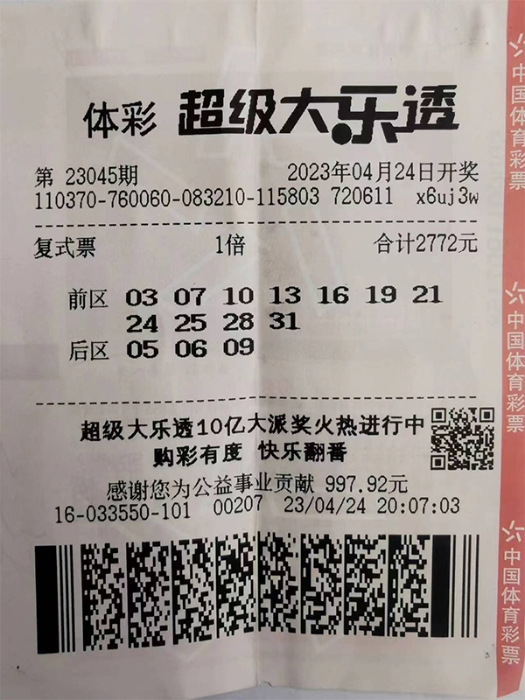 体彩 超级大乐透
第 23045期 2023年04月24日开奖
110370-760060-083210-115803 720611 x6uj3w
复式票 1倍 合计2772元
前区 03 07 10 13 16 19 21
24 25 28 31
后区 05 06 09
超级大乐透10亿大派奖火热进行中
购彩有度 快乐翻番
感谢您为公益事业贡献 997.92元
16-033550-101 00207 23/04/24 20:07:03
中国体育彩票
中国体育彩票
中国体育彩票